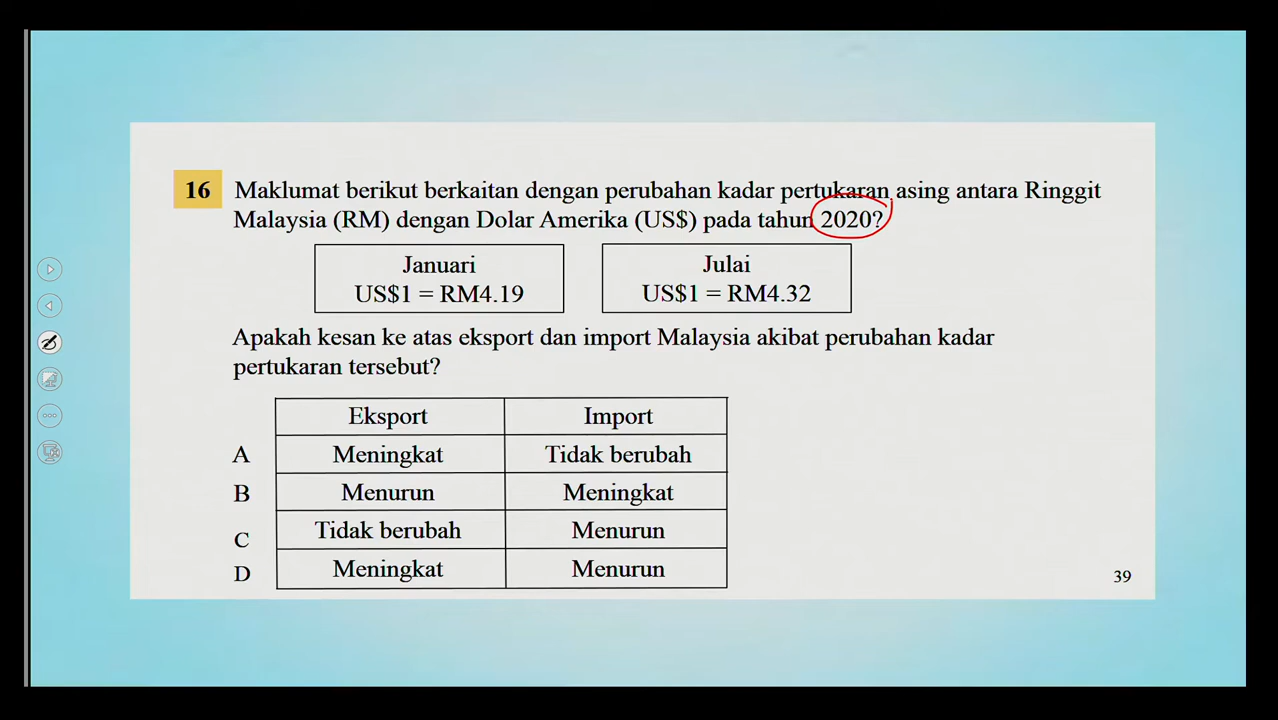 16 Maklumat berikut berkaitan dengan perubahan kadar pertukaran asing antara Ringgit
Malaysia (RM) dengan Dolar Amerika (US$) pada tahun 2020?
Januari
US$1 = RM4.19
Julai
US$1 = RM4.32
Apakah kesan ke atas eksport dan import Malaysia akibat perubahan kadar
pertukaran tersebut?
Eksport Import
A Meningkat Tidak berubah
B Menurun Meningkat
C Tidak berubah Menurun
D Meningkat Menurun
39